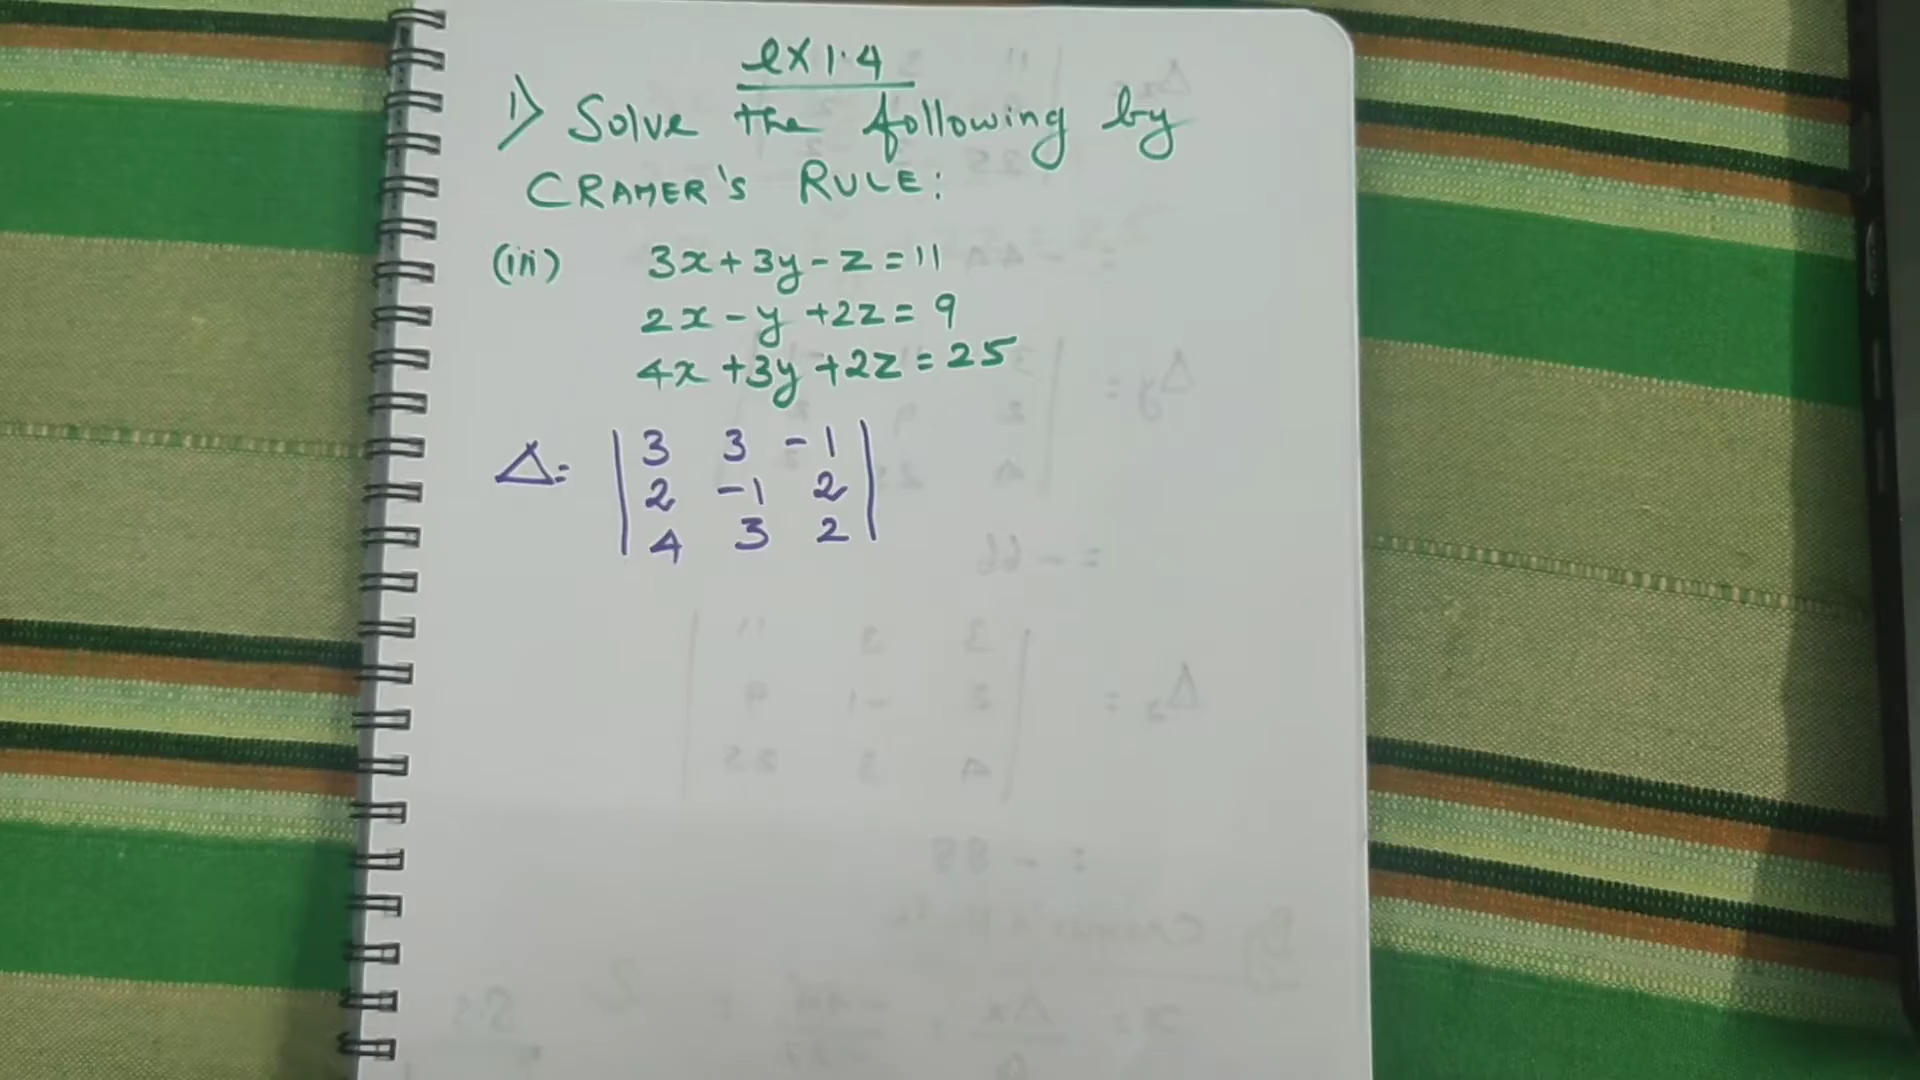 ex 1.4
1) Solve the following by
CRAMER'S RULE:
(iii) 3x+3y-z=11
2x-y+2z=9
4x+3y+2z=25
Δ= | 3 3 -1 |
| 2 -1 2 |
| 4 3 2 |